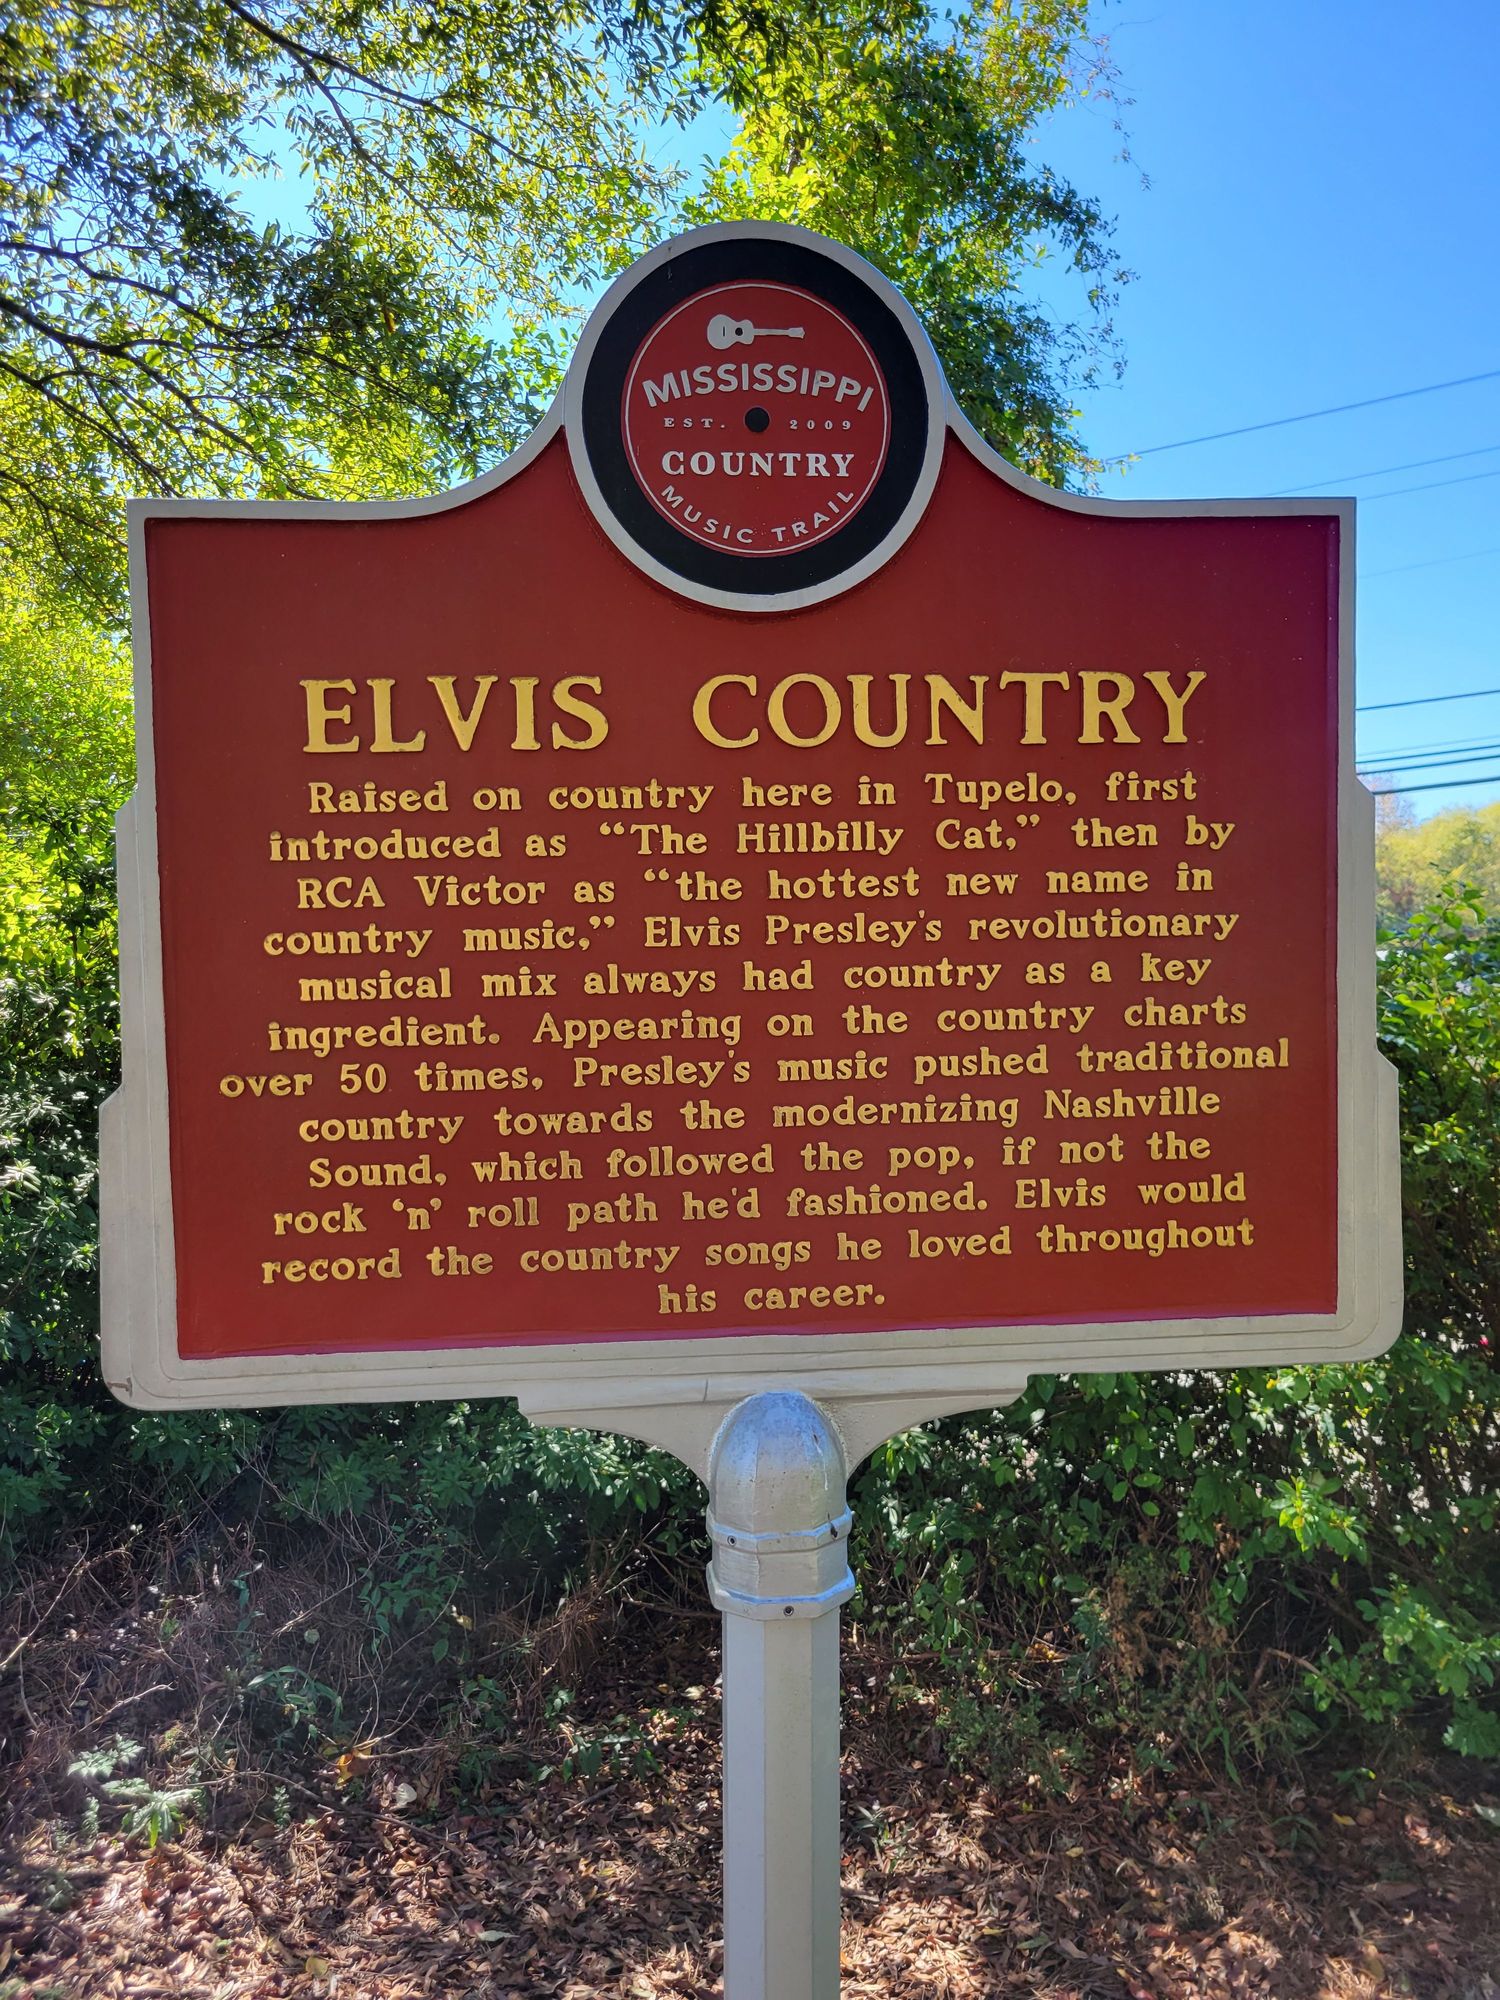 MISSISSIPPI
EST. 2009
COUNTRY
MUSIC TRAIL
ELVIS COUNTRY
Raised on country here in Tupelo, first
introduced as “The Hillbilly Cat,” then by
RCA Victor as “the hottest new name in
country music,” Elvis Presley's revolutionary
musical mix always had country as a key
ingredient. Appearing on the country charts
over 50 times, Presley's music pushed traditional
country towards the modernizing Nashville
Sound, which followed the pop, if not the
rock ‘n’ roll path he'd fashioned. Elvis would
record the country songs he loved throughout
his career.